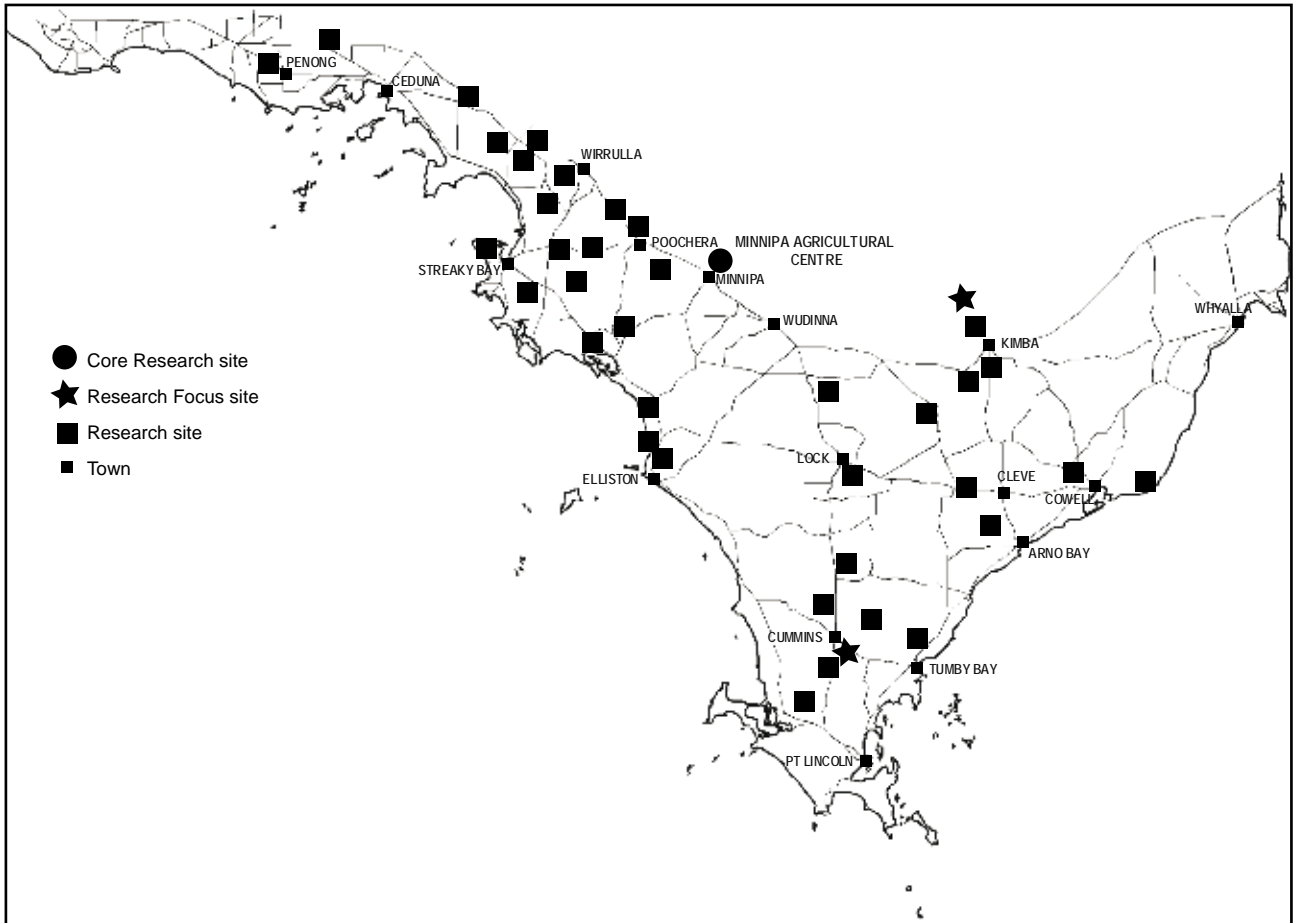 PENONG
CEDUNA
WIRRULLA
POOCHERA
MINNIPA AGRICULTURAL
CENTRE
STREAKY BAY
MINNIPA
WHYALLA
WUDINNA
KIMBA
Core Research site
Research Focus site
Research site
Town
LOCK
ELLISTON
CLEVE
COWELL
ARNO BAY
CUMMINS
TUMBY BAY
PT LINCOLN